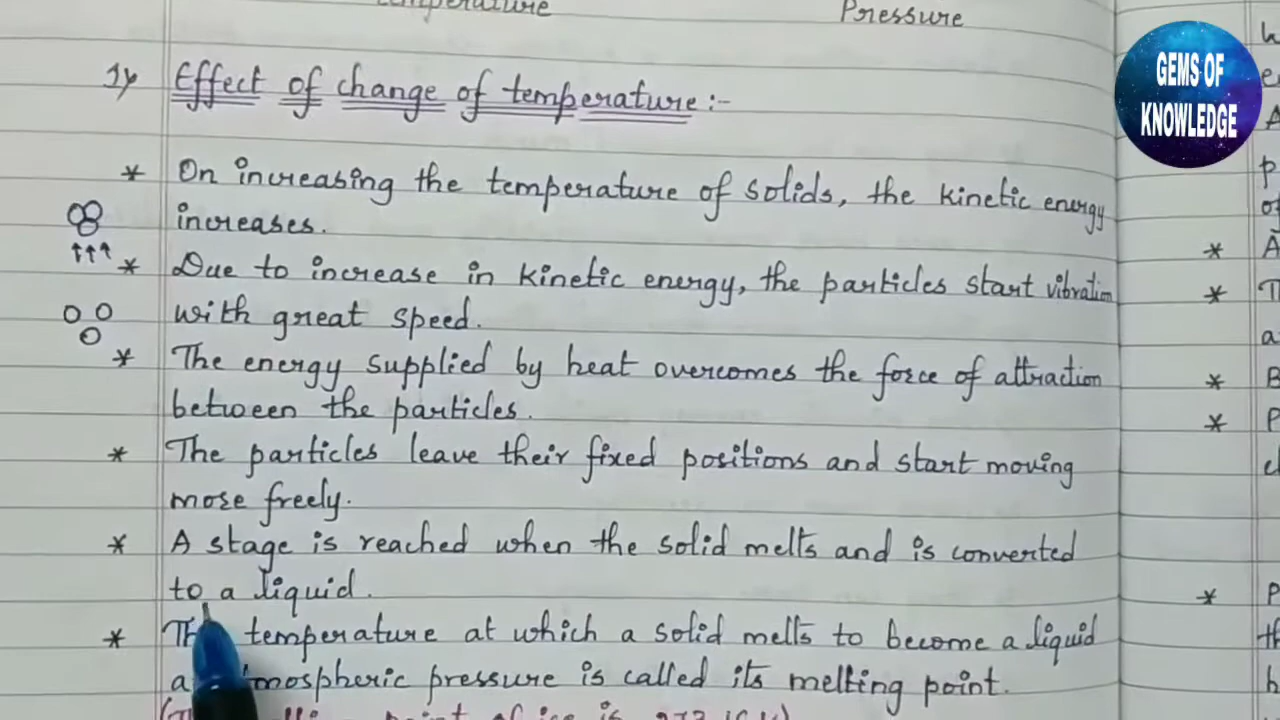 Pressure
GEMS OF
KNOWLEDGE
1) Effect of change of temperature :-
* On increasing the temperature of solids, the kinetic energy
increases.
* Due to increase in kinetic energy, the particles start vibration
with great speed.
* The energy supplied by heat overcomes the force of attraction
between the particles.
* The particles leave their fixed positions and start moving
more freely.
* A stage is reached when the solid melts and is converted
to a liquid.
* The temperature at which a solid melts to become a liquid
pressure is called its melting point.